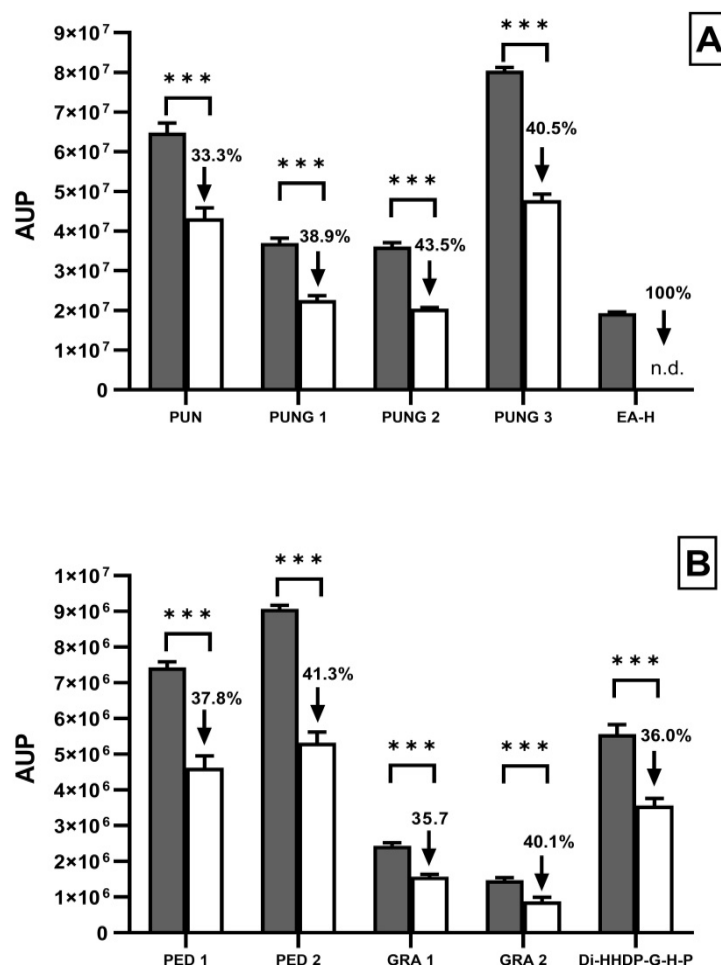 A
9×10⁷
8×10⁷
7×10⁷
6×10⁷
5×10⁷
4×10⁷
3×10⁷
2×10⁷
1×10⁷
0
AUP
*** *** *** ***
33.3% 38.9% 43.5% 40.5% 100%
n.d.
PUN PUNG 1 PUNG 2 PUNG 3 EA-H
B
1×10⁷
9×10⁶
8×10⁶
7×10⁶
6×10⁶
5×10⁶
4×10⁶
3×10⁶
2×10⁶
1×10⁶
0
AUP
*** *** *** *** ***
37.8% 41.3% 35.7 40.1% 36.0%
PED 1 PED 2 GRA 1 GRA 2 Di-HHDP-G-H-P